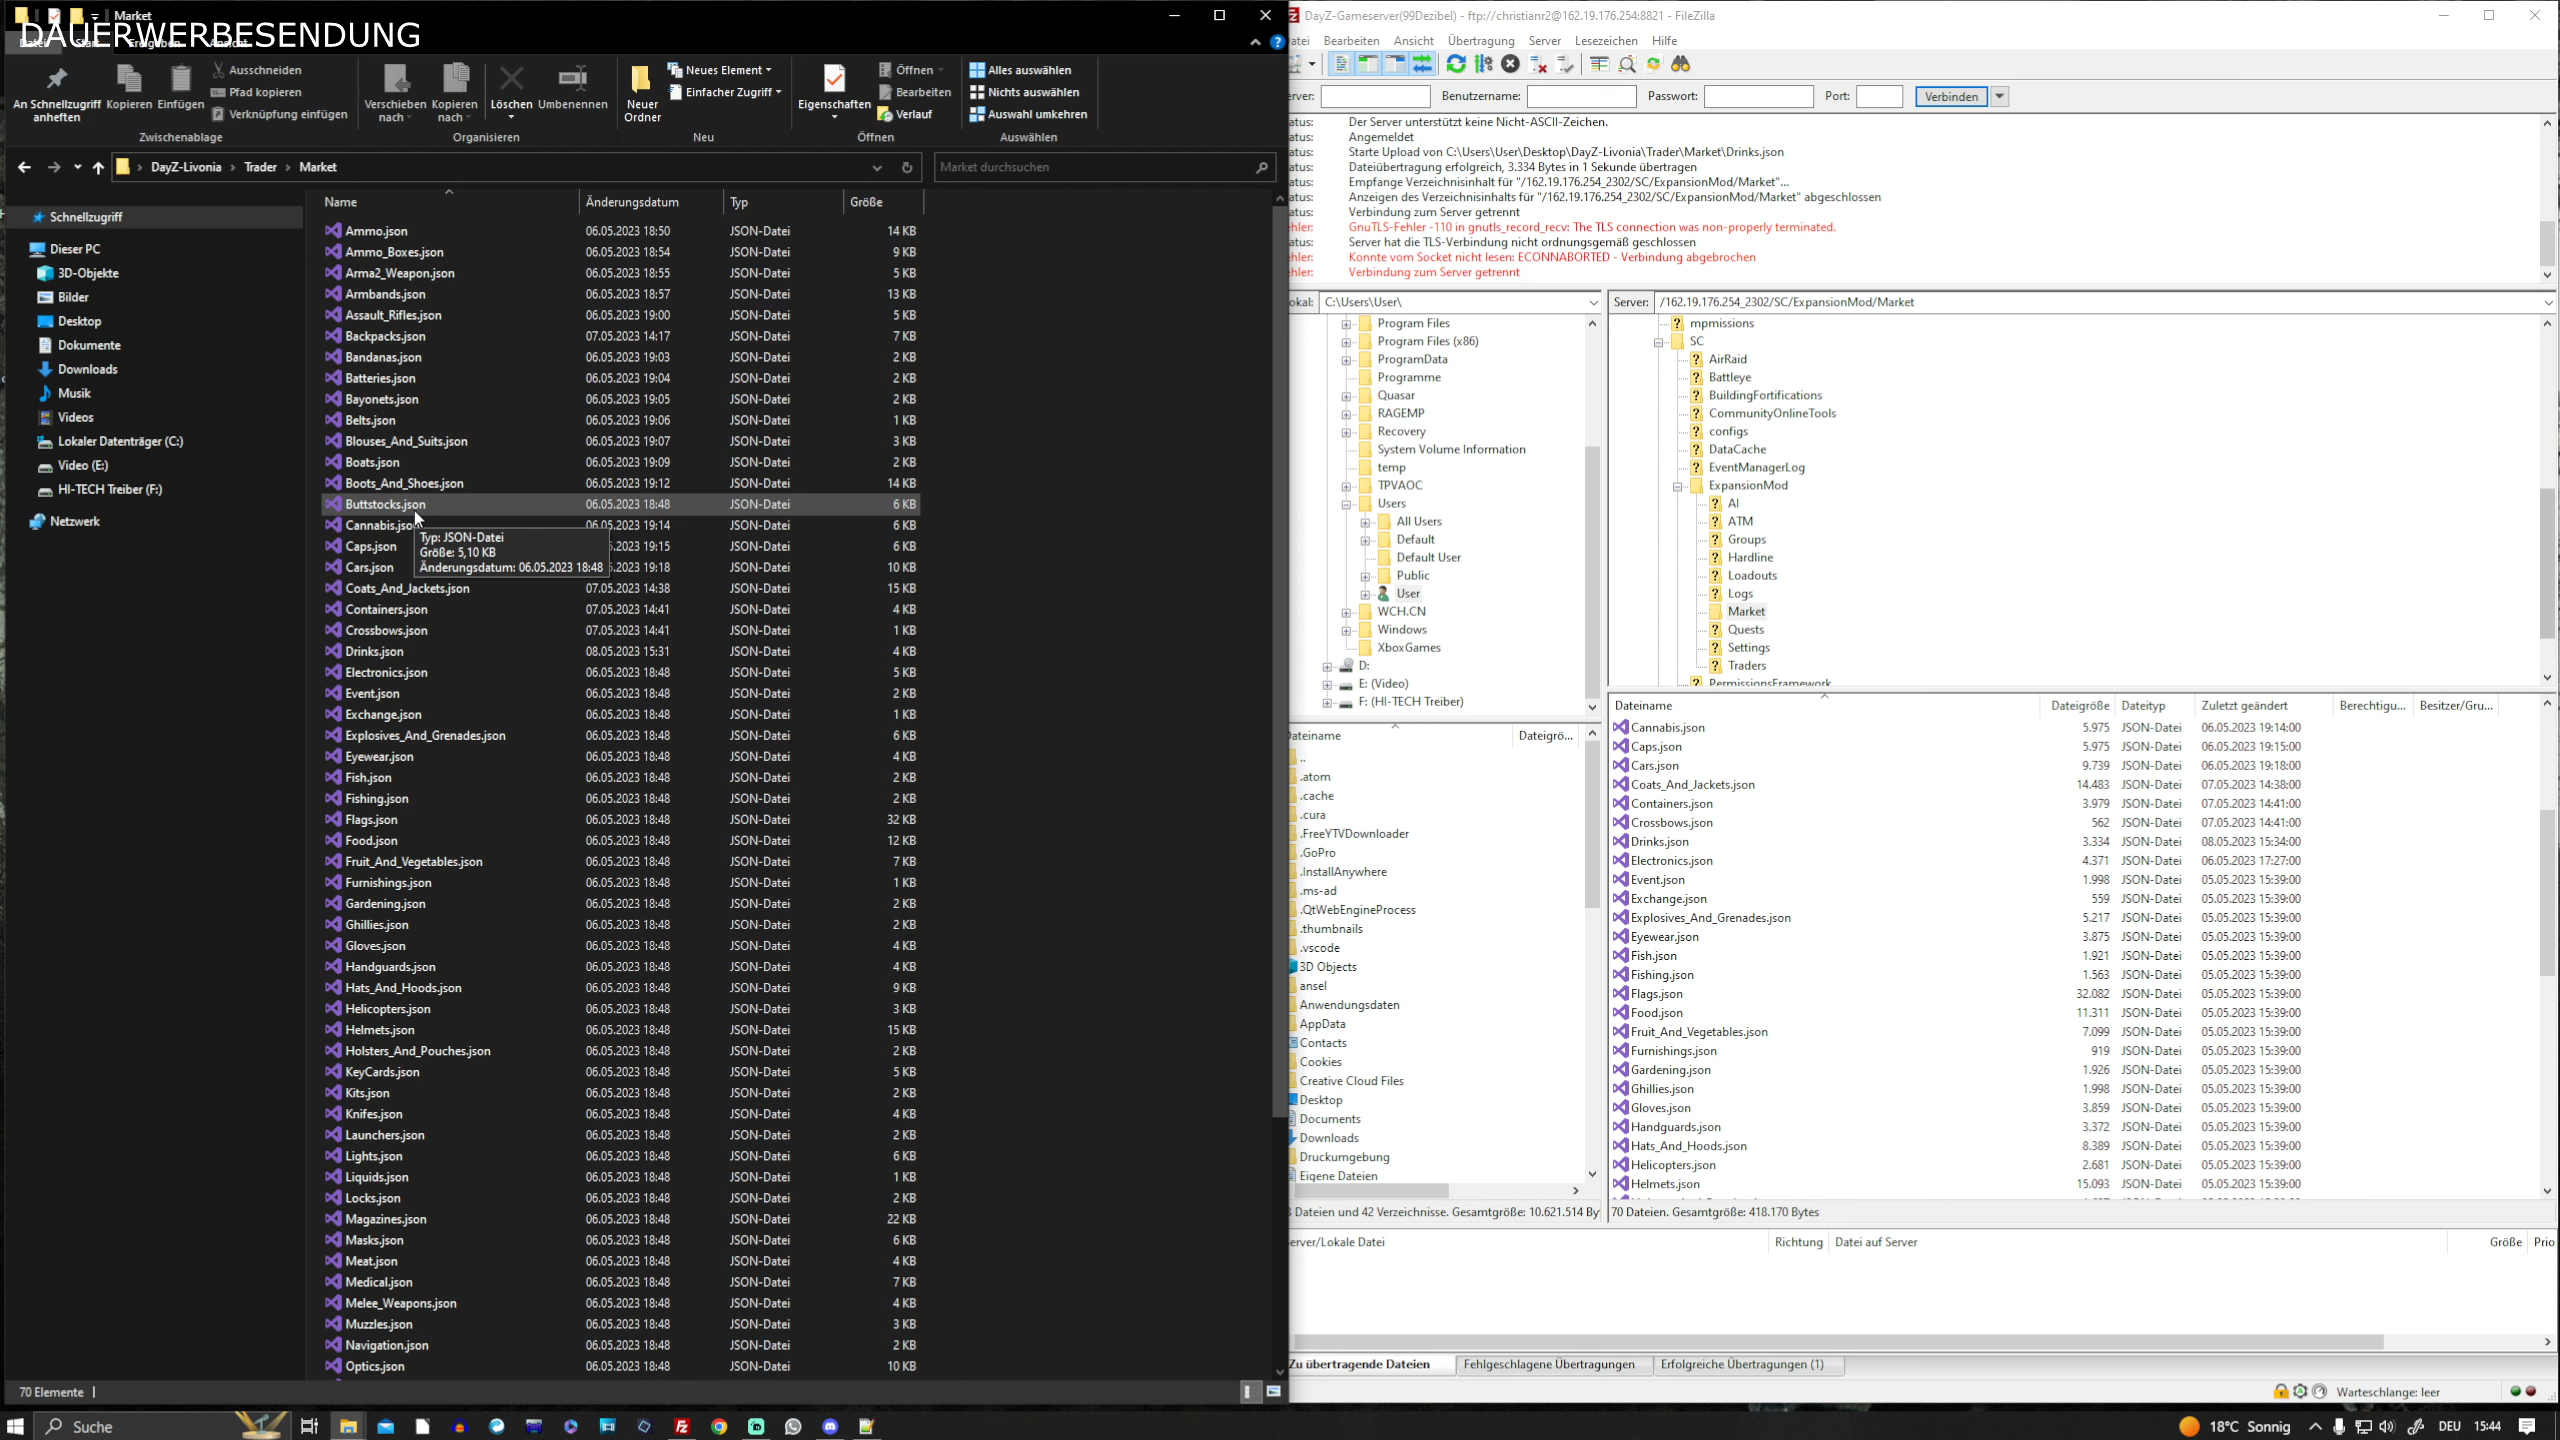 Market
DAUERWERBESENDUNG
An Schnellzugriff anheften
Kopieren
Einfügen
Ausschneiden
Pfad kopieren
Verknüpfung einfügen
Zwischenablage
Verschieben nach
Kopieren nach
Löschen
Umbenennen
Organisieren
Neuer Ordner
Neues Element
Einfacher Zugriff
Neu
Eigenschaften
Öffnen
Bearbeiten
Verlauf
Öffnen
Alles auswählen
Nichts auswählen
Auswahl umkehren
Auswählen
DayZ-Livonia › Trader › Market
Market durchsuchen
Schnellzugriff
Dieser PC
3D-Objekte
Bilder
Desktop
Dokumente
Downloads
Musik
Videos
Lokaler Datenträger (C:)
Video (E:)
HI-TECH Treiber (F:)
Netzwerk
Name Änderungsdatum Typ Größe
Ammo.json 06.05.2023 18:50 JSON-Datei 14 KB
Ammo_Boxes.json 06.05.2023 18:54 JSON-Datei 9 KB
Arma2_Weapon.json 06.05.2023 18:55 JSON-Datei 5 KB
Armbands.json 06.05.2023 18:57 JSON-Datei 13 KB
Assault_Rifles.json 06.05.2023 19:00 JSON-Datei 5 KB
Backpacks.json 07.05.2023 14:17 JSON-Datei 7 KB
Bandanas.json 06.05.2023 19:03 JSON-Datei 2 KB
Batteries.json 06.05.2023 19:04 JSON-Datei 2 KB
Bayonets.json 06.05.2023 19:05 JSON-Datei 2 KB
Belts.json 06.05.2023 19:06 JSON-Datei 1 KB
Blouses_And_Suits.json 06.05.2023 19:07 JSON-Datei 3 KB
Boats.json 06.05.2023 19:09 JSON-Datei 2 KB
Boots_And_Shoes.json 06.05.2023 19:12 JSON-Datei 14 KB
Buttstocks.json 06.05.2023 18:48 JSON-Datei 6 KB
Cannabis.json 06.05.2023 19:14 JSON-Datei 6 KB
Caps.json 5.2023 19:15 JSON-Datei 6 KB
Cars.json 5.2023 19:18 JSON-Datei 10 KB
Typ: JSON-Datei
Größe: 5,10 KB
Änderungsdatum: 06.05.2023 18:48
Coats_And_Jackets.json 07.05.2023 14:38 JSON-Datei 15 KB
Containers.json 07.05.2023 14:41 JSON-Datei 4 KB
Crossbows.json 07.05.2023 14:41 JSON-Datei 1 KB
Drinks.json 08.05.2023 15:31 JSON-Datei 4 KB
Electronics.json 06.05.2023 18:48 JSON-Datei 5 KB
Event.json 06.05.2023 18:48 JSON-Datei 2 KB
Exchange.json 06.05.2023 18:48 JSON-Datei 1 KB
Explosives_And_Grenades.json 06.05.2023 18:48 JSON-Datei 6 KB
Eyewear.json 06.05.2023 18:48 JSON-Datei 4 KB
Fish.json 06.05.2023 18:48 JSON-Datei 2 KB
Fishing.json 06.05.2023 18:48 JSON-Datei 2 KB
Flags.json 06.05.2023 18:48 JSON-Datei 32 KB
Food.json 06.05.2023 18:48 JSON-Datei 12 KB
Fruit_And_Vegetables.json 06.05.2023 18:48 JSON-Datei 7 KB
Furnishings.json 06.05.2023 18:48 JSON-Datei 1 KB
Gardening.json 06.05.2023 18:48 JSON-Datei 2 KB
Ghillies.json 06.05.2023 18:48 JSON-Datei 2 KB
Gloves.json 06.05.2023 18:48 JSON-Datei 4 KB
Handguards.json 06.05.2023 18:48 JSON-Datei 4 KB
Hats_And_Hoods.json 06.05.2023 18:48 JSON-Datei 9 KB
Helicopters.json 06.05.2023 18:48 JSON-Datei 3 KB
Helmets.json 06.05.2023 18:48 JSON-Datei 15 KB
Holsters_And_Pouches.json 06.05.2023 18:48 JSON-Datei 2 KB
KeyCards.json 06.05.2023 18:48 JSON-Datei 5 KB
Kits.json 06.05.2023 18:48 JSON-Datei 2 KB
Knifes.json 06.05.2023 18:48 JSON-Datei 4 KB
Launchers.json 06.05.2023 18:48 JSON-Datei 2 KB
Lights.json 06.05.2023 18:48 JSON-Datei 6 KB
Liquids.json 06.05.2023 18:48 JSON-Datei 1 KB
Locks.json 06.05.2023 18:48 JSON-Datei 2 KB
Magazines.json 06.05.2023 18:48 JSON-Datei 22 KB
Masks.json 06.05.2023 18:48 JSON-Datei 6 KB
Meat.json 06.05.2023 18:48 JSON-Datei 4 KB
Medical.json 06.05.2023 18:48 JSON-Datei 7 KB
Melee_Weapons.json 06.05.2023 18:48 JSON-Datei 4 KB
Muzzles.json 06.05.2023 18:48 JSON-Datei 3 KB
Navigation.json 06.05.2023 18:48 JSON-Datei 2 KB
Optics.json 06.05.2023 18:48 JSON-Datei 10 KB
70 Elemente
DayZ-Gameserver(99Dezibel) - ftp://christianr2@162.19.176.254:8821 - FileZilla
atei Bearbeiten Ansicht Übertragung Server Lesezeichen Hilfe
erver: Benutzername: Passwort: Port: Verbinden
atus: Der Server unterstützt keine Nicht-ASCII-Zeichen.
atus: Angemeldet
atus: Starte Upload von C:\Users\User\Desktop\DayZ-Livonia\Trader\Market\Drinks.json
atus: Dateiübertragung erfolgreich, 3.334 Bytes in 1 Sekunde übertragen
atus: Empfange Verzeichnisinhalt für "/162.19.176.254_2302/SC/ExpansionMod/Market"...
atus: Anzeigen des Verzeichnisinhalts für "/162.19.176.254_2302/SC/ExpansionMod/Market" abgeschlossen
atus: Verbindung zum Server getrennt
ehler: GnuTLS-Fehler -110 in gnutls_record_recv: The TLS connection was non-properly terminated.
atus: Server hat die TLS-Verbindung nicht ordnungsgemäß geschlossen
ehler: Konnte vom Socket nicht lesen: ECONNABORTED - Verbindung abgebrochen
ehler: Verbindung zum Server getrennt
okal: C:\Users\User\
Program Files
Program Files (x86)
ProgramData
Programme
Quasar
RAGEMP
Recovery
System Volume Information
temp
TPVAOC
Users
All Users
Default
Default User
Public
User
WCH.CN
Windows
XboxGames
D:
E: (Video)
F: (HI-TECH Treiber)
Server: /162.19.176.254_2302/SC/ExpansionMod/Market
mpmissions
SC
AirRaid
Battleye
BuildingFortifications
CommunityOnlineTools
configs
DataCache
EventManagerLog
ExpansionMod
AI
ATM
Groups
Hardline
Loadouts
Logs
Market
Quests
Settings
Traders
PermissionsFramework
Dateiname Dateigrö...
..
.atom
.cache
.cura
.FreeYTVDownloader
.GoPro
.InstallAnywhere
.ms-ad
.QtWebEngineProcess
.thumbnails
.vscode
3D Objects
ansel
Anwendungsdaten
AppData
Contacts
Cookies
Creative Cloud Files
Desktop
Documents
Downloads
Druckumgebung
Eigene Dateien
Dateien und 42 Verzeichnisse. Gesamtgröße: 10.621.514 By
Dateiname Dateigröße Dateityp Zuletzt geändert Berechtigu... Besitzer/Gru...
Cannabis.json 5.975 JSON-Datei 06.05.2023 19:14:00
Caps.json 5.975 JSON-Datei 06.05.2023 19:15:00
Cars.json 9.739 JSON-Datei 06.05.2023 19:18:00
Coats_And_Jackets.json 14.483 JSON-Datei 07.05.2023 14:38:00
Containers.json 3.979 JSON-Datei 07.05.2023 14:41:00
Crossbows.json 562 JSON-Datei 07.05.2023 14:41:00
Drinks.json 3.334 JSON-Datei 08.05.2023 15:34:00
Electronics.json 4.371 JSON-Datei 06.05.2023 17:27:00
Event.json 1.998 JSON-Datei 05.05.2023 15:39:00
Exchange.json 559 JSON-Datei 05.05.2023 15:39:00
Explosives_And_Grenades.json 5.217 JSON-Datei 05.05.2023 15:39:00
Eyewear.json 3.875 JSON-Datei 05.05.2023 15:39:00
Fish.json 1.921 JSON-Datei 05.05.2023 15:39:00
Fishing.json 1.563 JSON-Datei 05.05.2023 15:39:00
Flags.json 32.082 JSON-Datei 05.05.2023 15:39:00
Food.json 11.311 JSON-Datei 05.05.2023 15:39:00
Fruit_And_Vegetables.json 7.099 JSON-Datei 05.05.2023 15:39:00
Furnishings.json 919 JSON-Datei 05.05.2023 15:39:00
Gardening.json 1.926 JSON-Datei 05.05.2023 15:39:00
Ghillies.json 1.998 JSON-Datei 05.05.2023 15:39:00
Gloves.json 3.859 JSON-Datei 05.05.2023 15:39:00
Handguards.json 3.372 JSON-Datei 05.05.2023 15:39:00
Hats_And_Hoods.json 8.389 JSON-Datei 05.05.2023 15:39:00
Helicopters.json 2.681 JSON-Datei 05.05.2023 15:39:00
Helmets.json 15.093 JSON-Datei 05.05.2023 15:39:00
70 Dateien. Gesamtgröße: 418.170 Bytes
erver/Lokale Datei Richtung Datei auf Server Größe Prio
Zu übertragende Dateien Fehlgeschlagene Übertragungen Erfolgreiche Übertragungen (1)
Warteschlange: leer
Suche
18°C Sonnig DEU 15:44